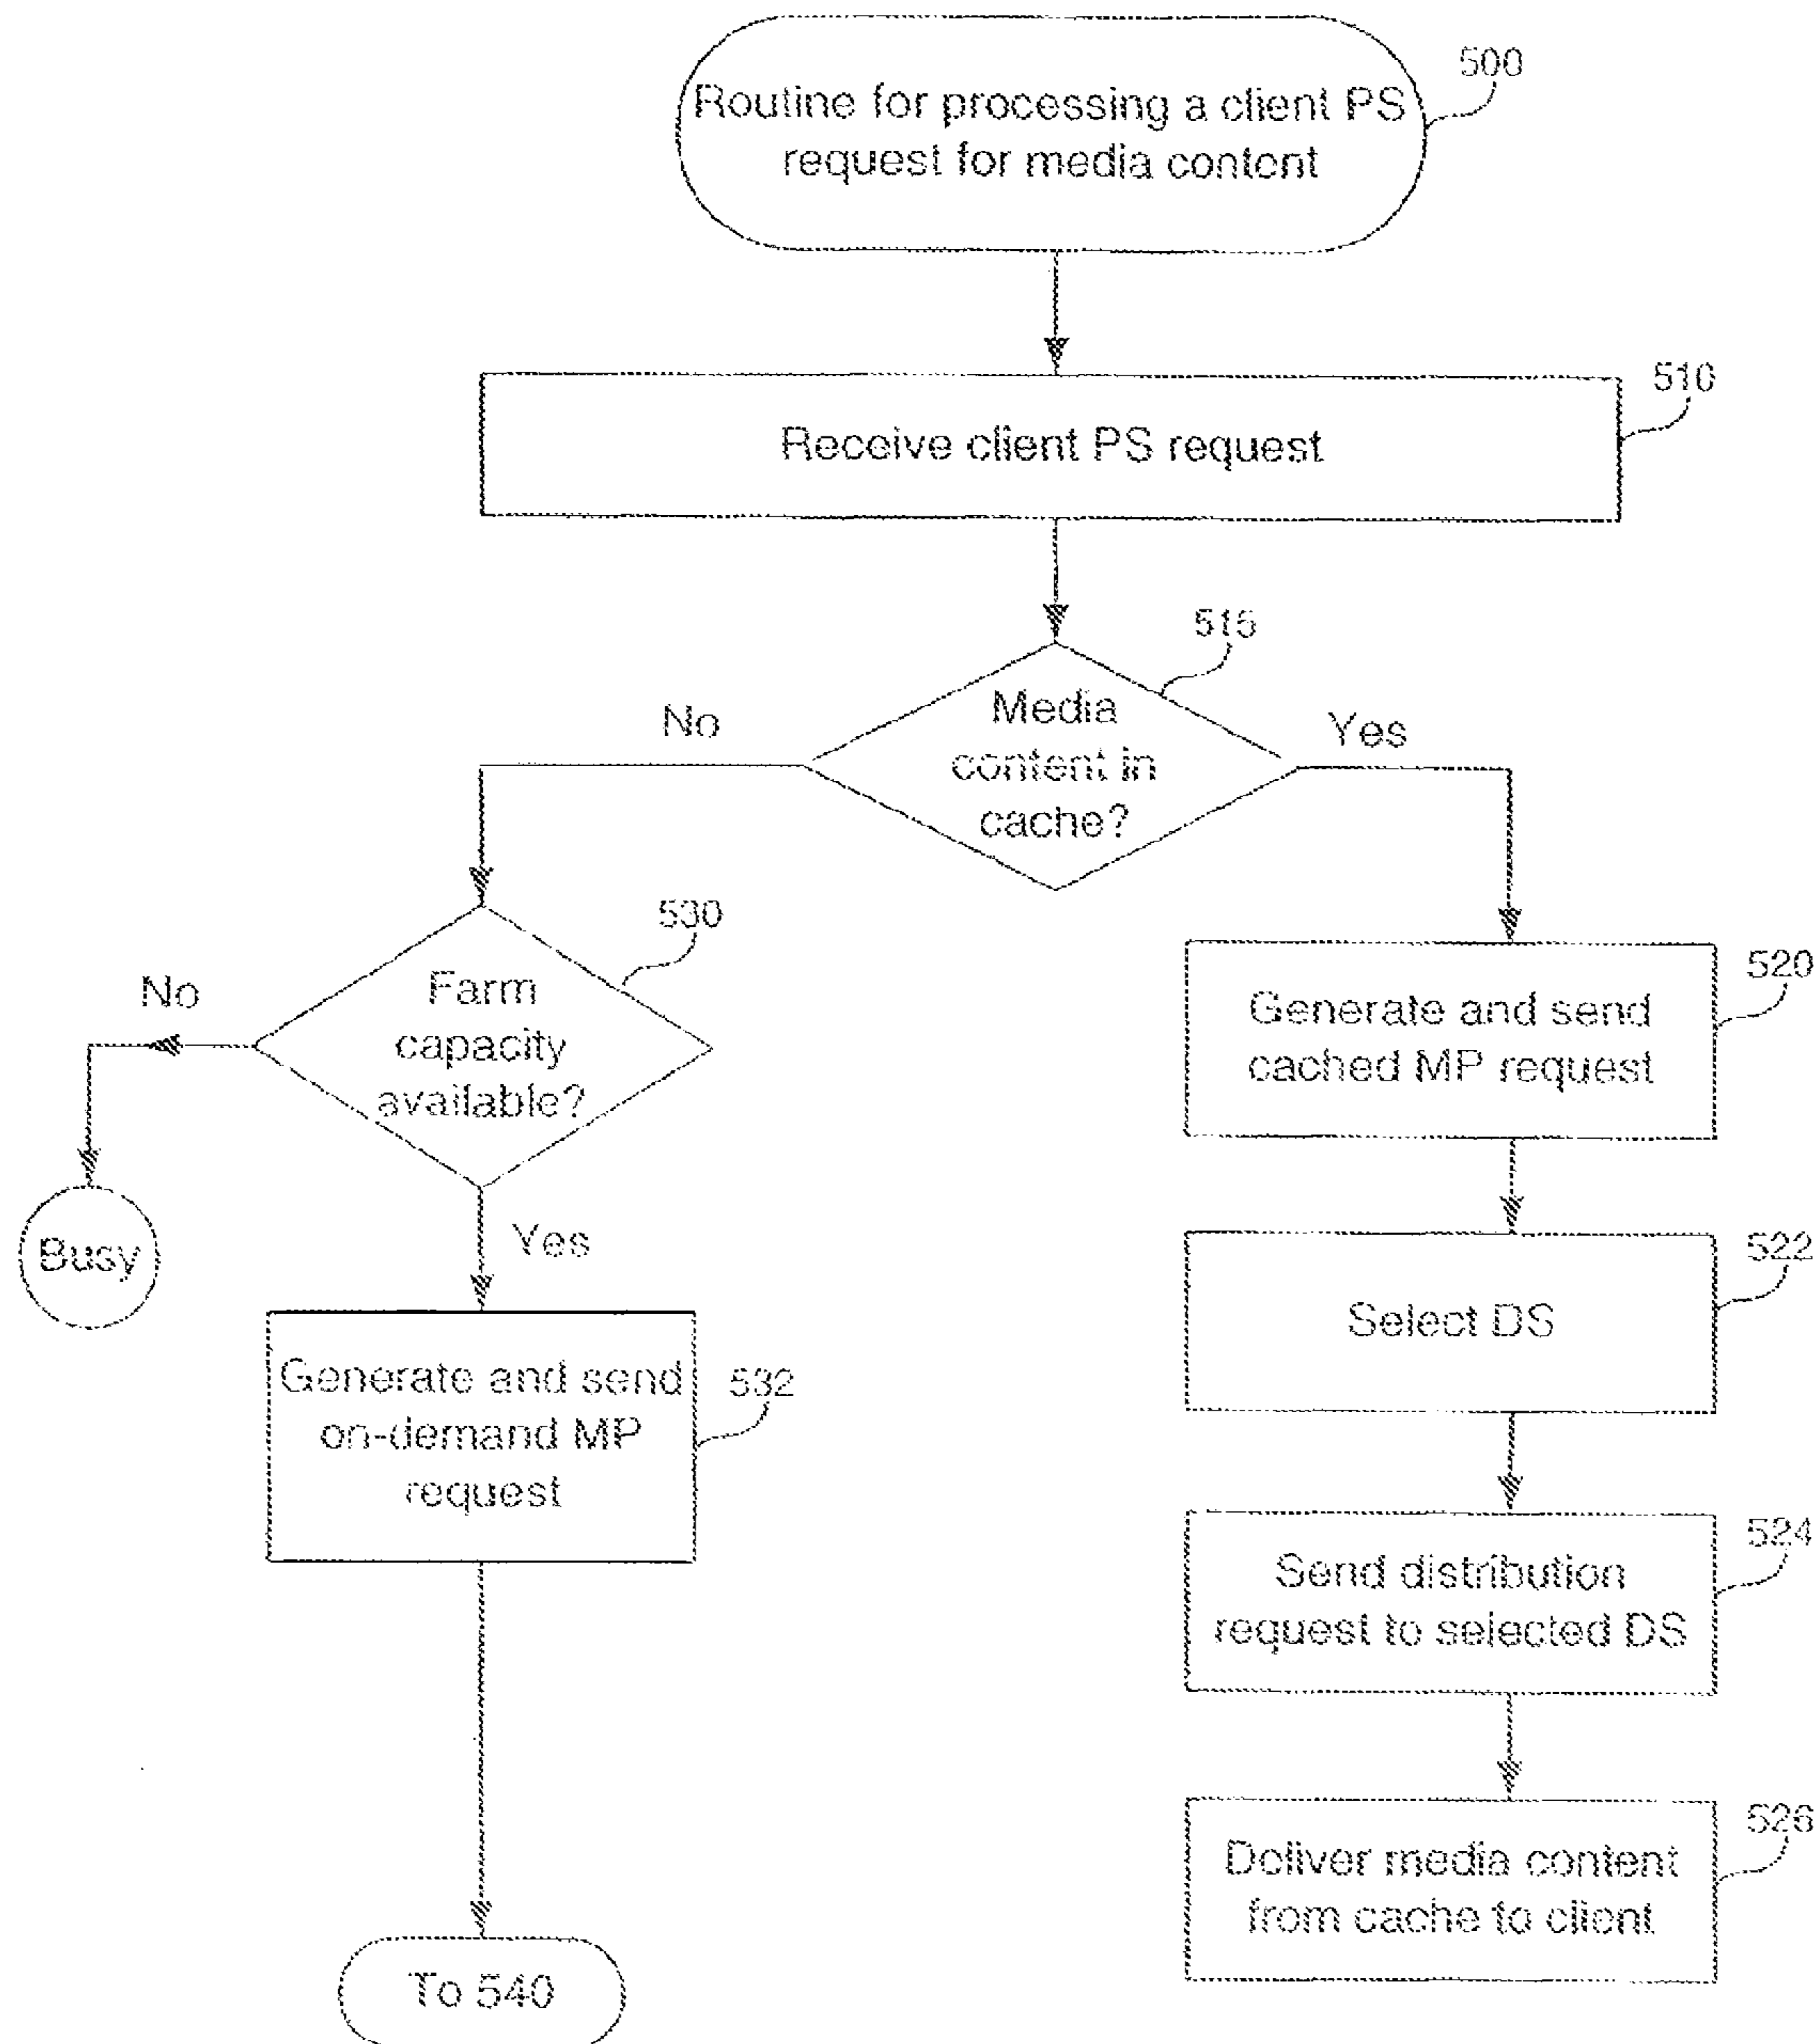 500
Routine for processing a client PS
request for media content
510
Receive client PS request
515
Media
content in
cache?
No
Yes
530
Farm
capacity
available?
No
Yes
Busy
532
Generate and send
on-demand MP
request
To 540
520
Generate and send
cached MP request
522
Select DS
524
Send distribution
request to selected DS
526
Deliver media content
from cache to client